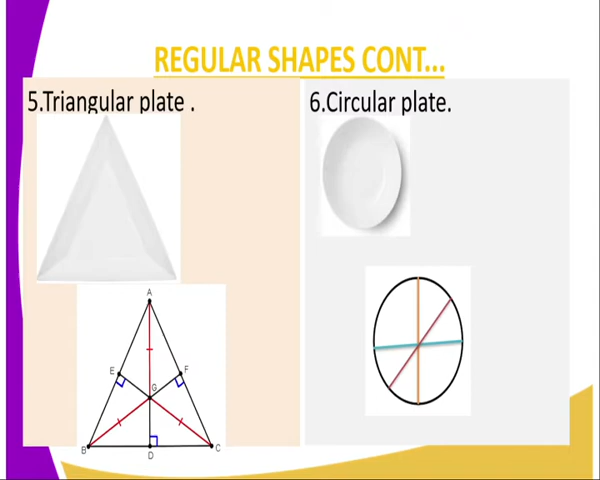 REGULAR SHAPES CONT...
5.Triangular plate .
6.Circular plate.
A
E
F
G
B
D
C